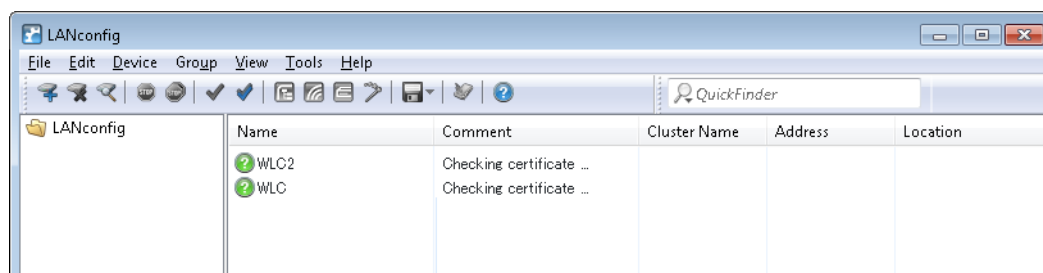 LANconfig
File Edit Device Group View Tools Help
QuickFinder
LANconfig
Name Comment Cluster Name Address Location
WLC2 Checking certificate ...
WLC Checking certificate ...